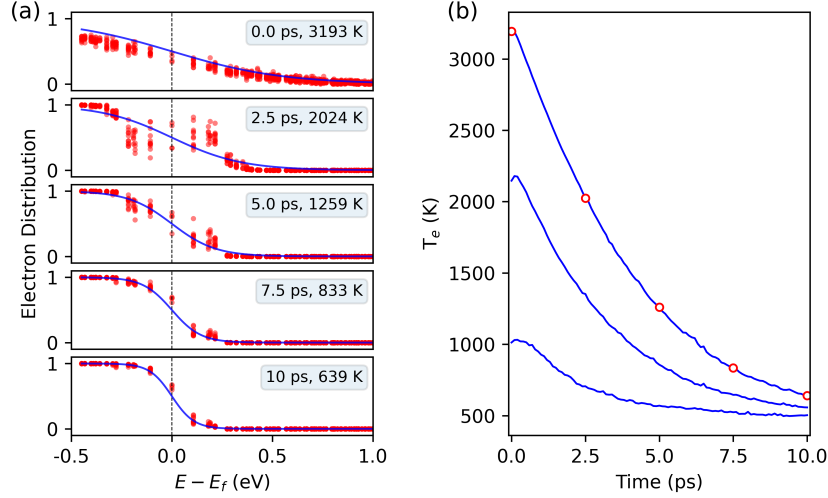 (a)
1
0
0.0 ps, 3193 K
1
0
2.5 ps, 2024 K
1
0
5.0 ps, 1259 K
1
0
7.5 ps, 833 K
1
0
10 ps, 639 K
-0.5 0.0 0.5 1.0
E − E_f (eV)
Electron Distribution
(b)
3000
2500
2000
1500
1000
500
T_e (K)
0.0 2.5 5.0 7.5 10.0
Time (ps)